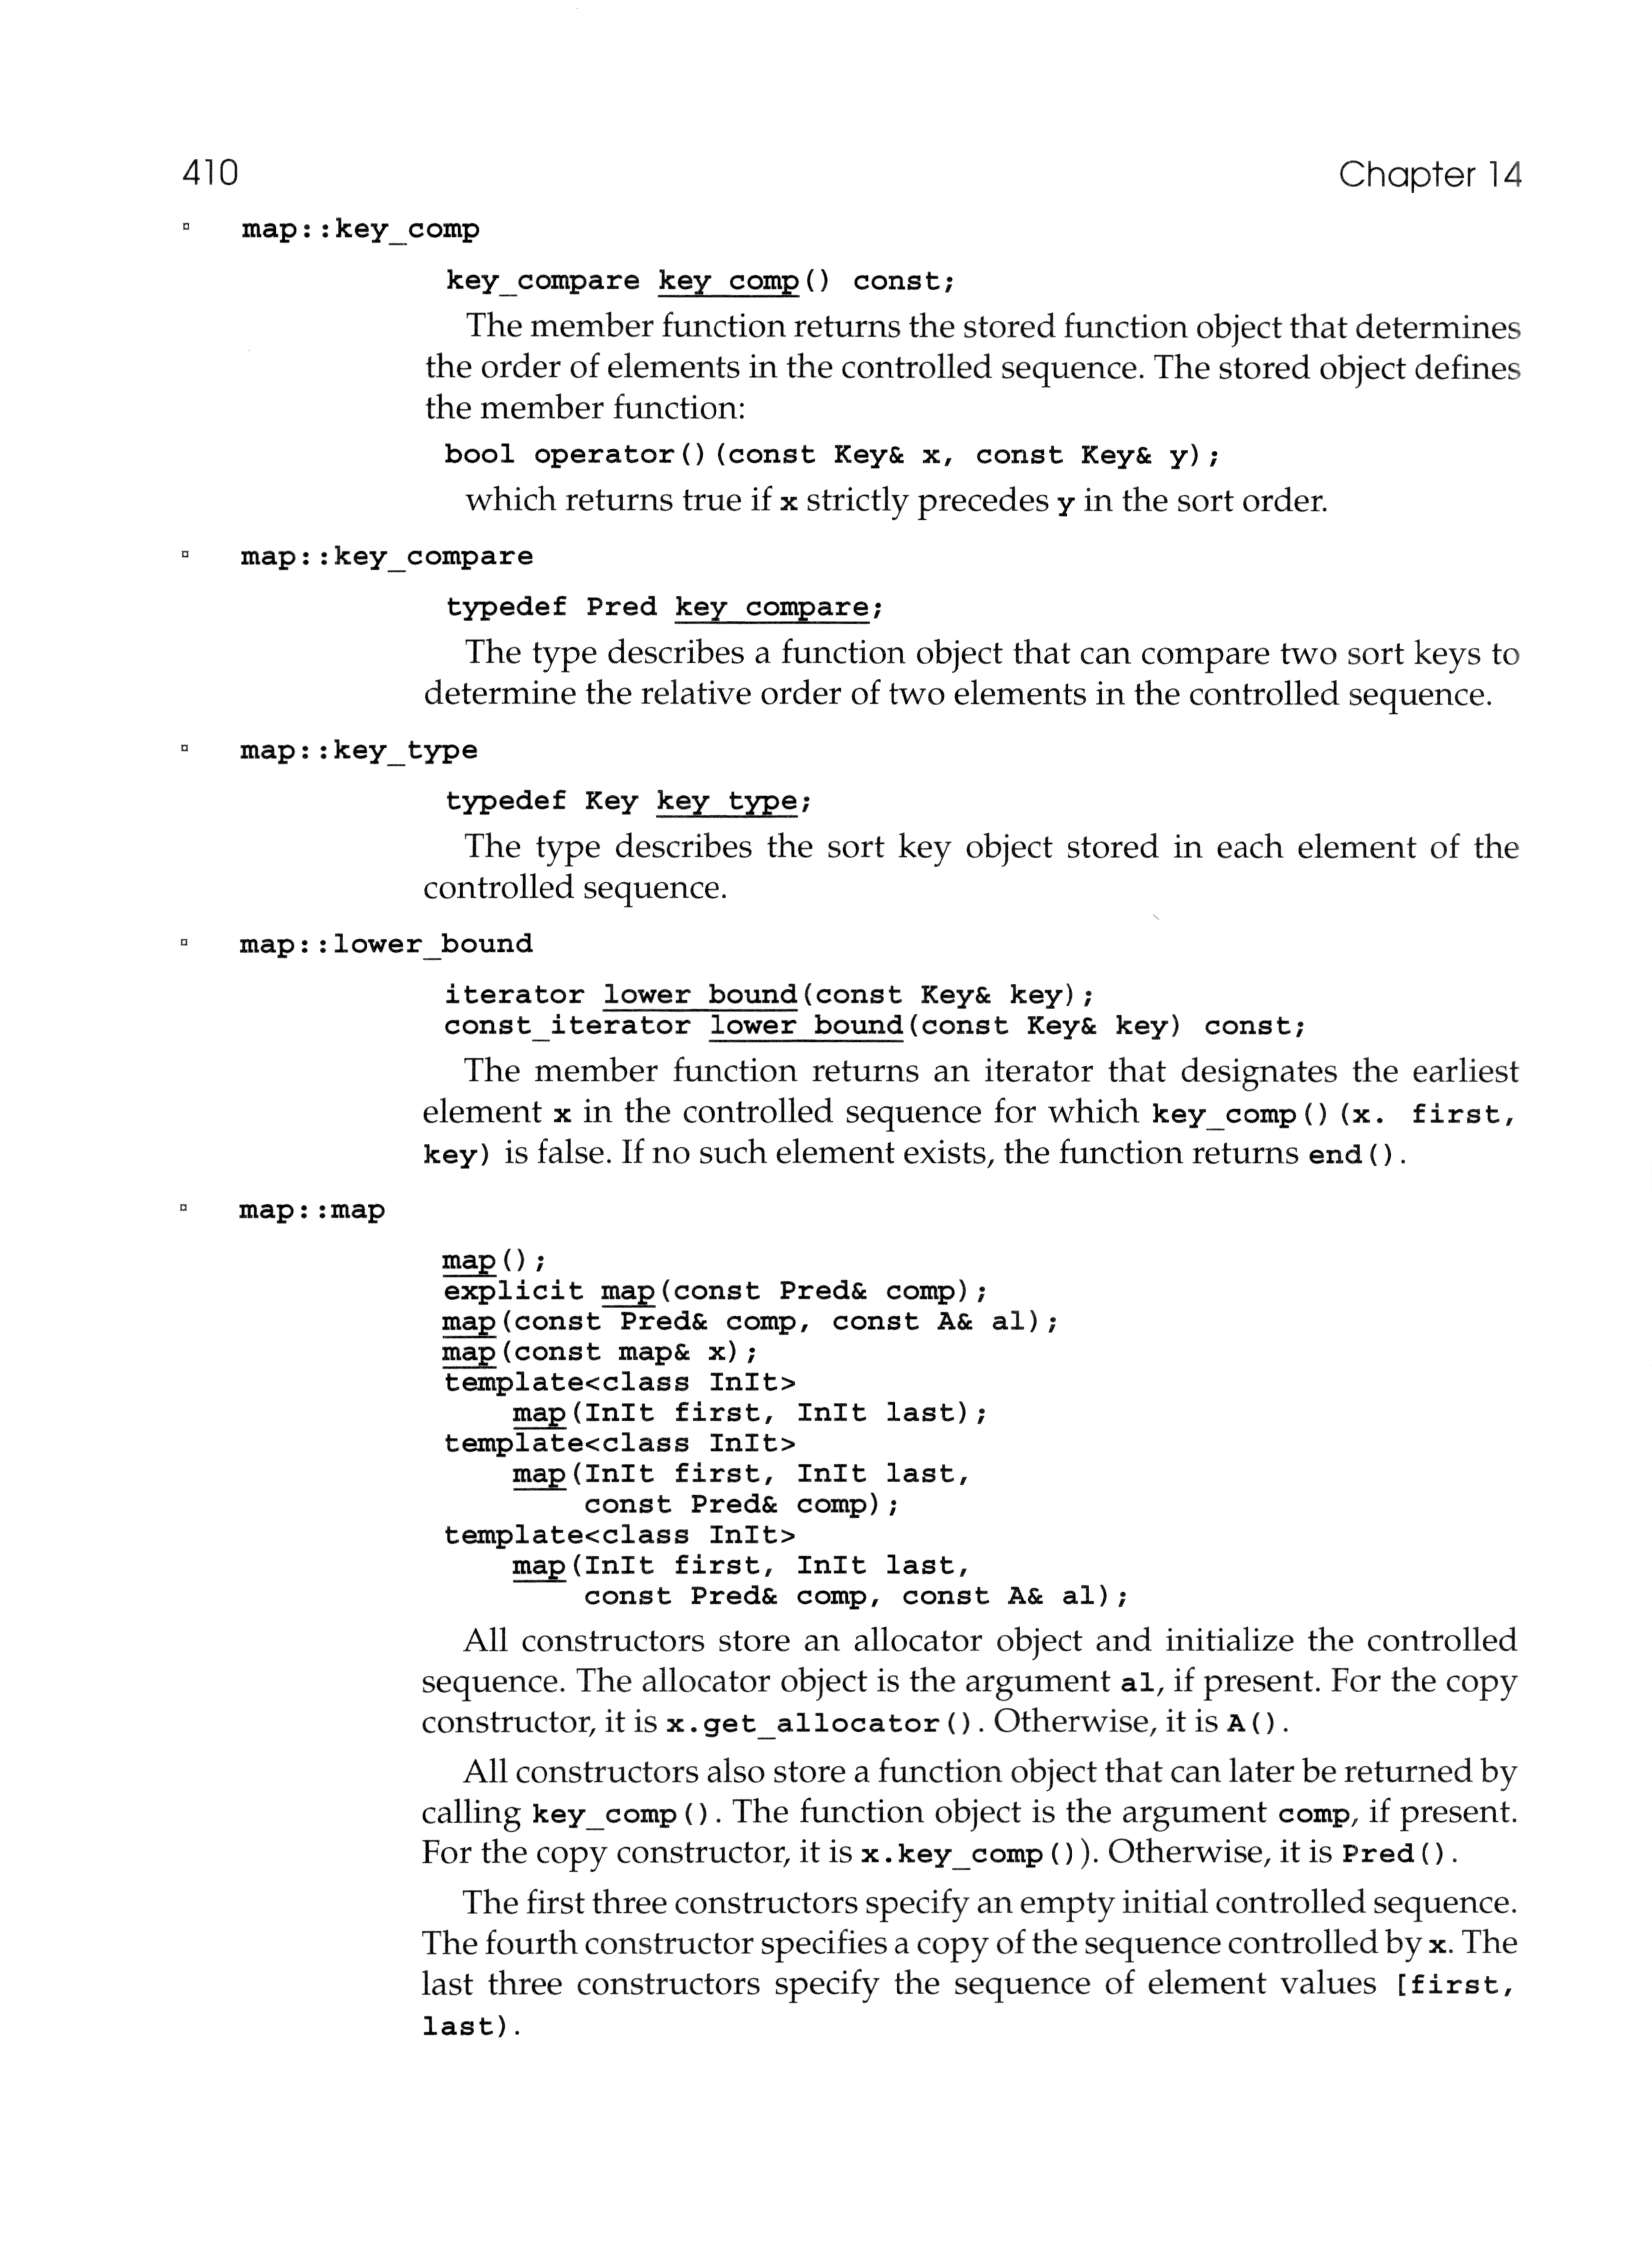 410
Chapter 14
▫ map::key_comp
key_compare key_comp() const;
The member function returns the stored function object that determines
the order of elements in the controlled sequence. The stored object defines
the member function:
bool operator()(const Key& x, const Key& y);
which returns true if x strictly precedes y in the sort order.
▫ map::key_compare
typedef Pred key_compare;
The type describes a function object that can compare two sort keys to
determine the relative order of two elements in the controlled sequence.
▫ map::key_type
typedef Key key_type;
The type describes the sort key object stored in each element of the
controlled sequence.
▫ map::lower_bound
iterator lower_bound(const Key& key);
const_iterator lower_bound(const Key& key) const;
The member function returns an iterator that designates the earliest
element x in the controlled sequence for which key_comp()(x. first,
key) is false. If no such element exists, the function returns end().
▫ map::map
map();
explicit map(const Pred& comp);
map(const Pred& comp, const A& al);
map(const map& x);
template<class InIt>
map(InIt first, InIt last);
template<class InIt>
map(InIt first, InIt last,
const Pred& comp);
template<class InIt>
map(InIt first, InIt last,
const Pred& comp, const A& al);
All constructors store an allocator object and initialize the controlled
sequence. The allocator object is the argument al, if present. For the copy
constructor, it is x.get_allocator(). Otherwise, it is A().
All constructors also store a function object that can later be returned by
calling key_comp(). The function object is the argument comp, if present.
For the copy constructor, it is x.key_comp()). Otherwise, it is Pred().
The first three constructors specify an empty initial controlled sequence.
The fourth constructor specifies a copy of the sequence controlled by x. The
last three constructors specify the sequence of element values [first,
last).